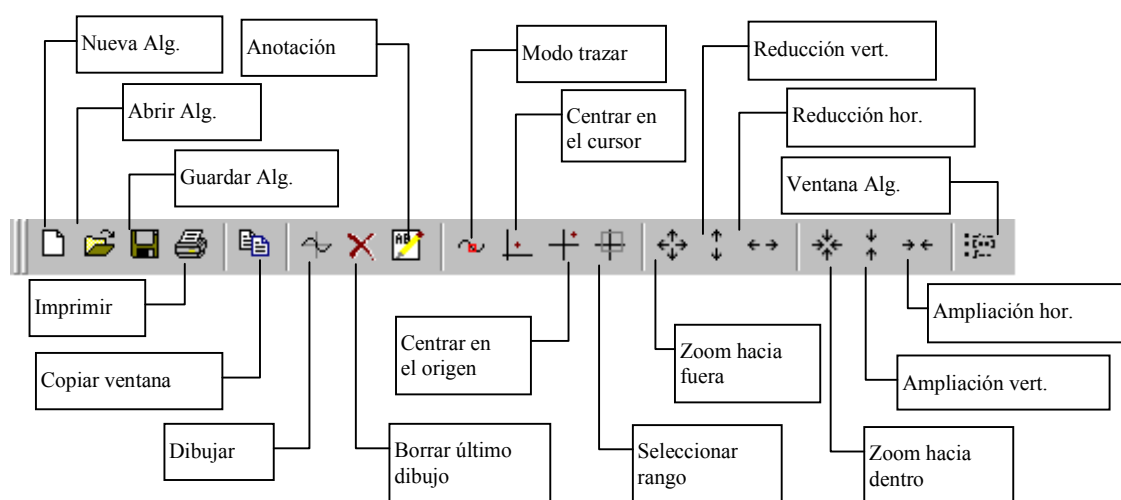 Nueva Alg.
Anotación
Modo trazar
Reducción vert.
Abrir Alg.
Centrar en
el cursor
Reducción hor.
Guardar Alg.
Ventana Alg.
AB
Imprimir
Ampliación hor.
Centrar en
el origen
Zoom hacia
fuera
Copiar ventana
Ampliación vert.
Dibujar
Borrar último
dibujo
Seleccionar
rango
Zoom hacia
dentro